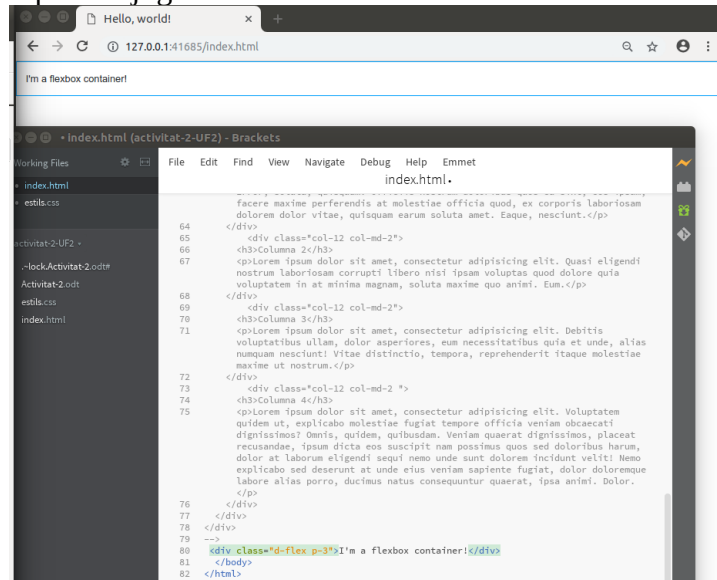 Hello, world! × +
127.0.0.1:41685/index.html
I'm a flexbox container!
• index.html (activitat-2-UF2) - Brackets
Working Files
File Edit Find View Navigate Debug Help Emmet
• index.html
index.html •
• estils.css
facere maxime perferendis at molestiae officia quod, ex corporis laboriosam
dolorem dolor vitae, quisquam earum soluta amet. Eaque, nesciunt.</p>
64 </div>
65 <div class="col-12 col-md-2">
66 <h3>Columna 2</h3>
67 <p>Lorem ipsum dolor sit amet, consectetur adipisicing elit. Quasi eligendi
nostrum laboriosam corrupti libero nisi ipsam voluptas quod dolore quia
voluptatem in at minima magnam, soluta maxime quo animi. Eum.</p>
68 </div>
69 <div class="col-12 col-md-2">
70 <h3>Columna 3</h3>
71 <p>Lorem ipsum dolor sit amet, consectetur adipisicing elit. Debitis
voluptatibus ullam, dolor asperiores, eum necessitatibus quia et unde, alias
numquam nesciunt! Vitae distinctio, tempora, reprehenderit itaque molestiae
maxime ut nostrum.</p>
72 </div>
73 <div class="col-12 col-md-2 ">
74 <h3>Columna 4</h3>
75 <p>Lorem ipsum dolor sit amet, consectetur adipisicing elit. Voluptatem
quidem ut, explicabo molestiae fugiat tempore officia veniam obcaecati
dignissimos? Omnis, quidem, quibusdam. Veniam quaerat dignissimos, placeat
recusandae, ipsum dicta eos suscipit nam possimus quos sed doloribus harum,
dolor at laborum eligendi sequi nemo unde sunt dolorem incidunt velit! Nemo
explicabo sed deserunt at unde eius veniam sapiente fugiat, dolor doloremque
labore alias porro, ducimus natus consequuntur quaerat, ipsa animi. Dolor.
</p>
76 </div>
77 </div>
78 </div>
79 -->
80 <div class="d-flex p-3">I'm a flexbox container!</div>
81 </body>
82 </html>
activitat-2-UF2
.~lock.Activitat-2.odt#
Activitat-2.odt
estils.css
index.html